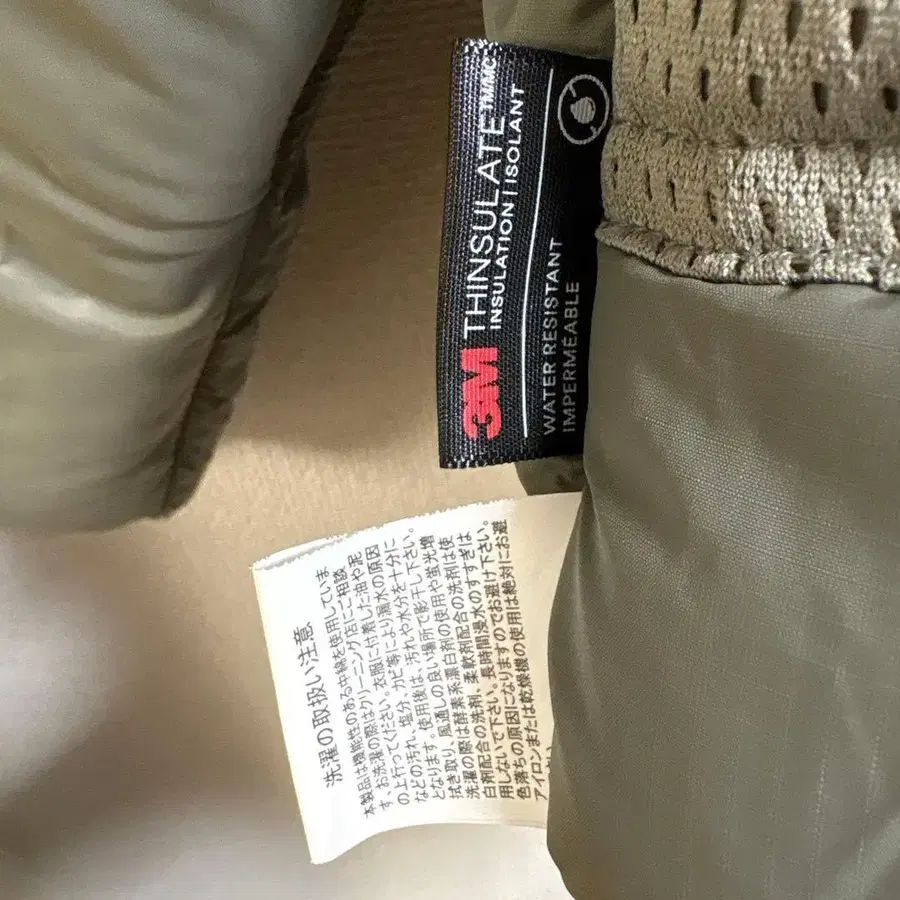 3M THINSULATE™MC
INSULATION | ISOLANT
WATER RESISTANT
IMPERMÉABLE
洗濯の取扱い注意
本製品は機能性のある中綿を使用していま
す。お洗濯の際はクリーニング店にご相談
の上行ってください。衣服に付着した油や泥
などの汚れ、塩分、カビ等により漏水の原因
となります。使用後は、汚れや水分を十分に
拭き取り、風通しの良い場所で影干し下さい。
洗濯の際は酵素系漂白剤の使用や蛍光増
白剤配合の洗剤、柔軟剤配合の洗剤は使
用しないで下さい。長時間浸水のすすぎは
色落ちの原因になりますのでお避け下さい。
アイロンまたは乾燥機の使用は絶対にお避